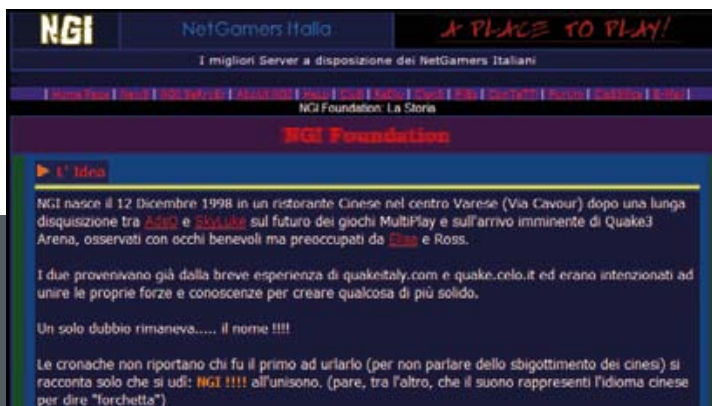 NGI
NetGamers Italia
A PLACE TO PLAY!
I migliori Server a disposizione dei NetGamers Italiani
NGI Foundation: La Storia
NGI Foundation
L' Idea
NGI nasce il 12 Dicembre 1998 in un ristorante Cinese nel centro Varese (Via Cavour) dopo una lunga
disquisizione tra AdsO e SkyLuke sul futuro dei giochi MultiPlay e sull'arrivo imminente di Quake3
Arena, osservati con occhi benevoli ma preoccupati da Elisa e Ross.
I due provenivano già dalla breve esperienza di quakeitaly.com e quake.celo.it ed erano intenzionati ad
unire le proprie forze e conoscenze per creare qualcosa di più solido.
Un solo dubbio rimaneva..... il nome !!!!
Le cronache non riportano chi fu il primo ad urlarlo (per non parlare dello sbigottimento dei cinesi) si
racconta solo che si udì: NGI !!!! all'unisono. (pare, tra l'altro, che il suono rappresenti l'idioma cinese
per dire "forchetta")